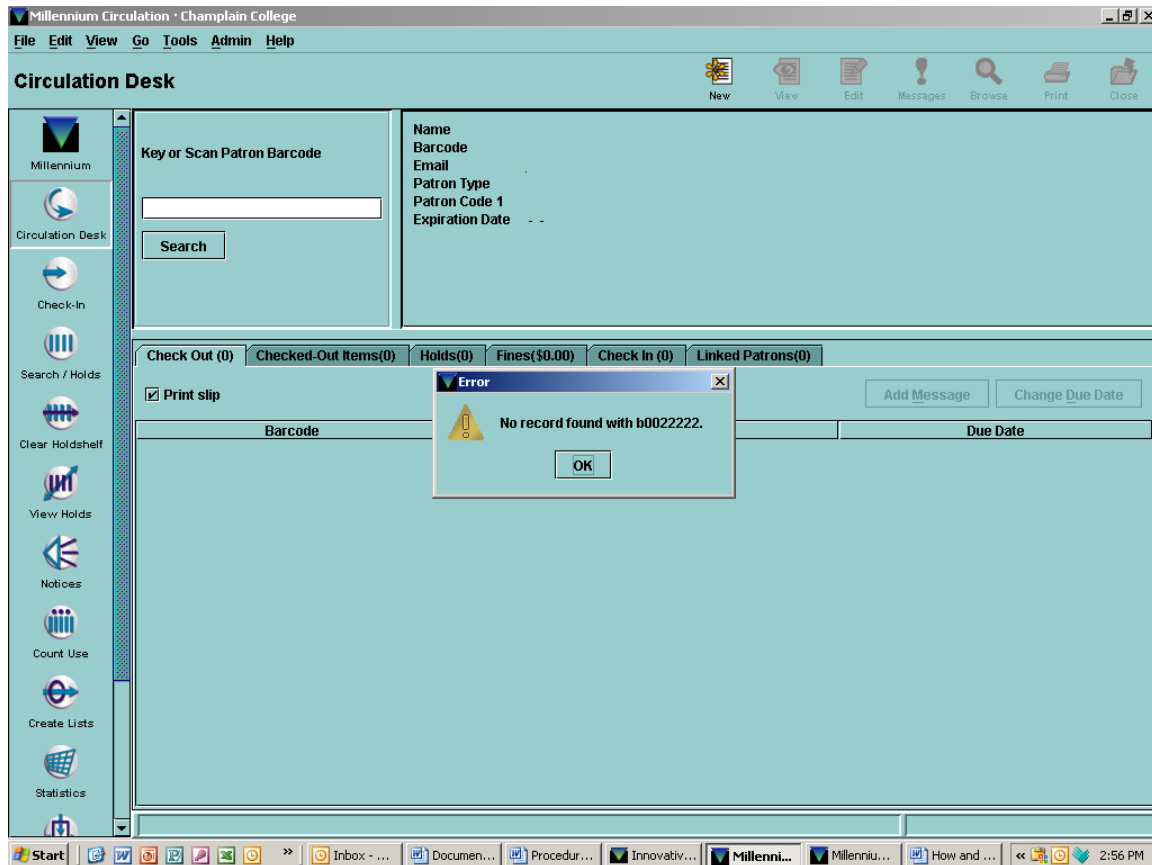 Millennium Circulation · Champlain College
File Edit View Go Tools Admin Help
Circulation Desk
New View Edit Messages Browse Print Close
Millennium
Circulation Desk
Check-In
Search / Holds
Clear Holdshelf
View Holds
Notices
Count Use
Create Lists
Statistics
Key or Scan Patron Barcode
Search
Name
Barcode
Email .
Patron Type
Patron Code 1
Expiration Date - -
Check Out (0) Checked-Out Items(0) Holds(0) Fines($0.00) Check In (0) Linked Patrons(0)
Print slip Add Message Change Due Date
Barcode Due Date
Error
No record found with b0022222.
OK
Start » Inbox - ... Documen... Procedur... Innovativ... Millenni... Millenniu... How and ... « 2:56 PM